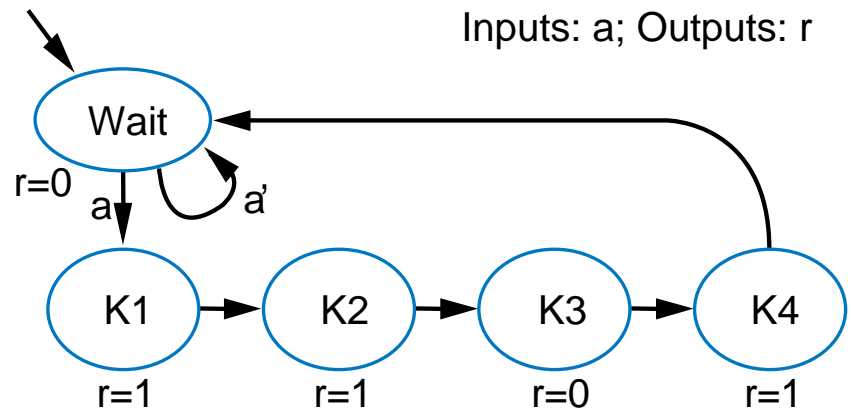 Inputs: a; Outputs: r
Wait
r=0
a
a'
K1
K2
K3
K4
r=1
r=1
r=0
r=1